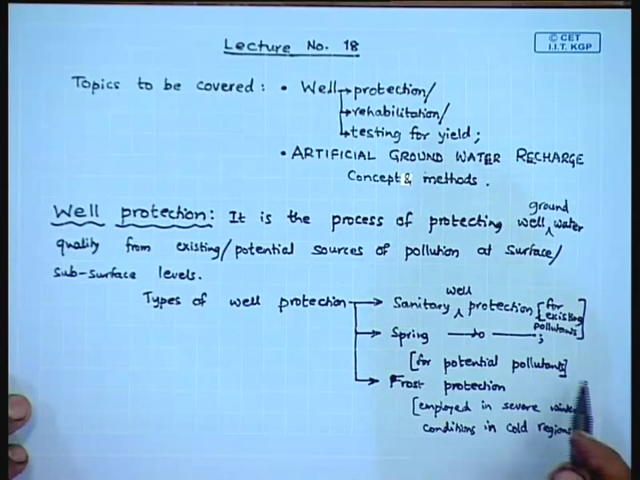 Lecture No. 18
© CET
I.I.T. KGP
Topics to be covered : • Well → protection/
→ rehabilitation/
→ testing for yield ;
• ARTIFICIAL GROUND WATER RECHARGE
Concept & methods .
Well protection : It is the process of protecting well ^ ground water
quality from existing/potential sources of pollution at surface/
sub-surface levels.
Types of well protection → Sanitary ^ well protection [for existing pollutants]
→ Spring —〃— ;
[for potential pollutants]
→ Frost protection
[employed in severe
conditions in cold regions